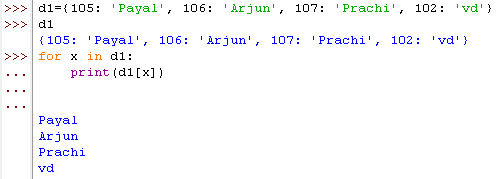 >>> d1={105: 'Payal', 106: 'Arjun', 107: 'Prachi', 102: 'vd'}
>>> d1
{105: 'Payal', 106: 'Arjun', 107: 'Prachi', 102: 'vd'}
>>> for x in d1:
...     print(d1[x])
...
...
Payal
Arjun
Prachi
vd